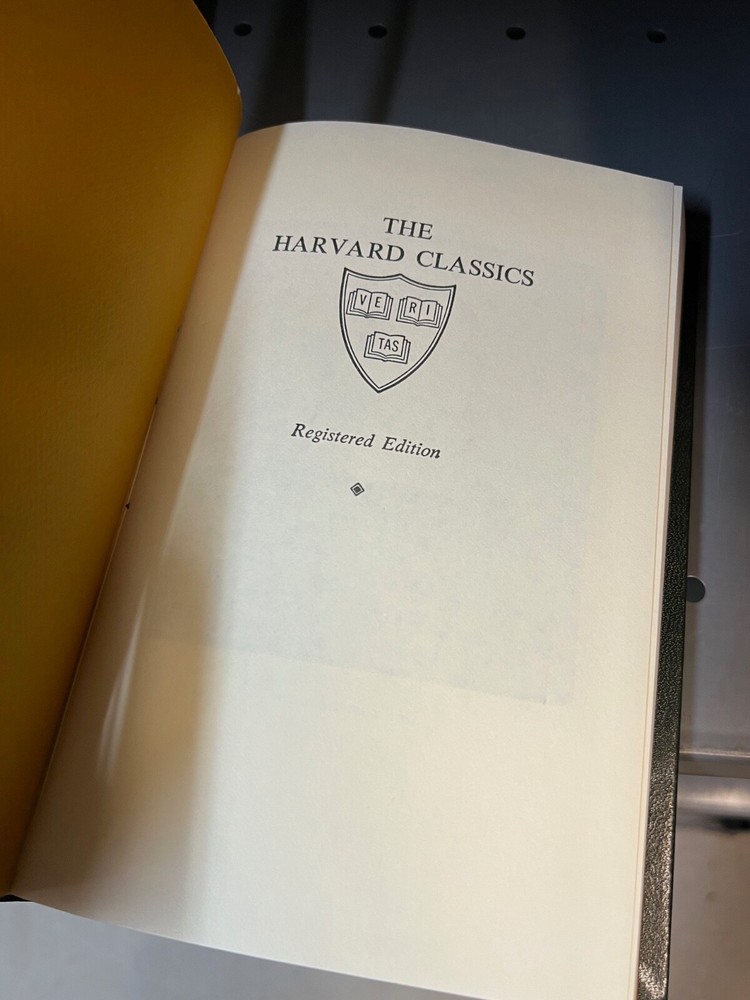 THE
HARVARD CLASSICS
VE RI
TAS
Registered Edition